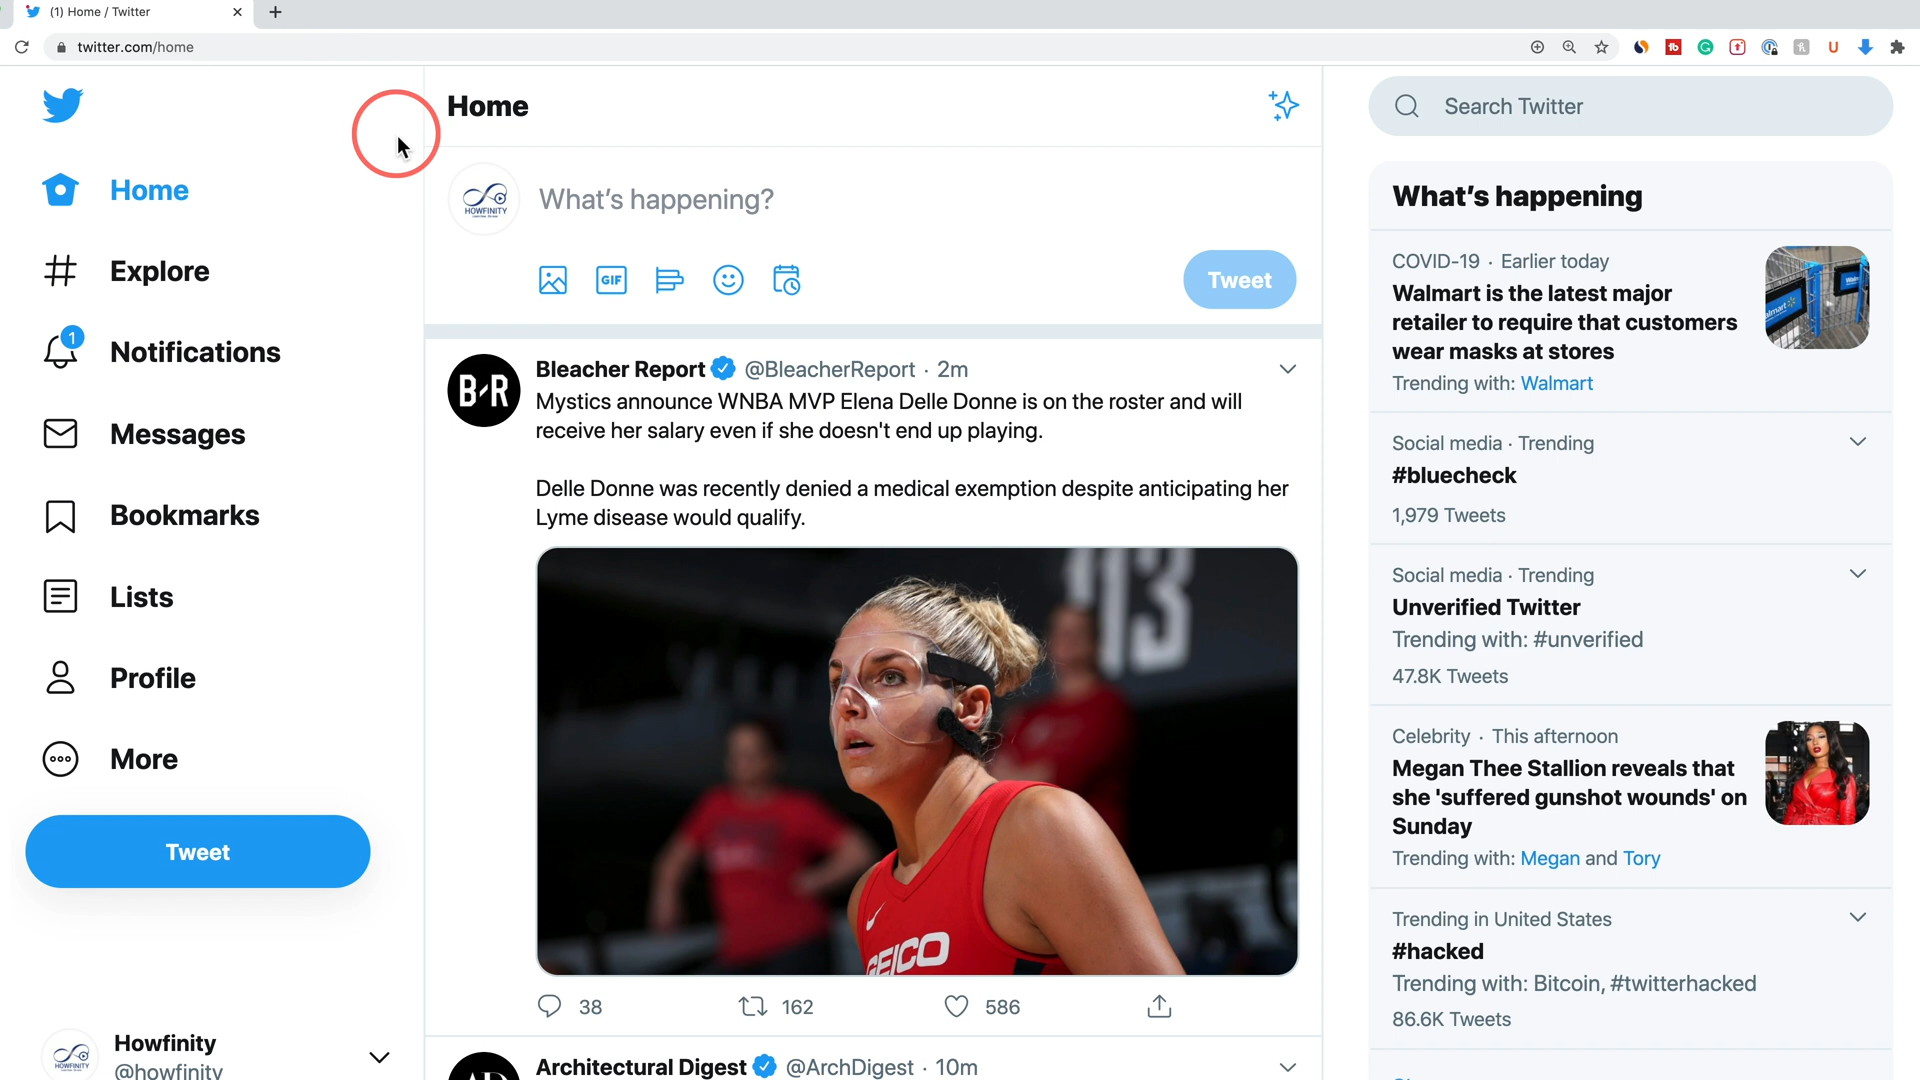 (1) Home / Twitter
twitter.com/home
Home
Explore
1
Notifications
Messages
Bookmarks
Lists
Profile
More
Tweet
Howfinity
@howfinity
Home
HOWFINITY
What's happening?
GIF
Tweet
B/R
Bleacher Report @BleacherReport · 2m
Mystics announce WNBA MVP Elena Delle Donne is on the roster and will
receive her salary even if she doesn't end up playing.
Delle Donne was recently denied a medical exemption despite anticipating her
Lyme disease would qualify.
13
GEICO
38
162
586
Architectural Digest @ArchDigest · 10m
Search Twitter
What's happening
COVID-19 · Earlier today
Walmart is the latest major
retailer to require that customers
wear masks at stores
Trending with: Walmart
Social media · Trending
#bluecheck
1,979 Tweets
Social media · Trending
Unverified Twitter
Trending with: #unverified
47.8K Tweets
Celebrity · This afternoon
Megan Thee Stallion reveals that
she 'suffered gunshot wounds' on
Sunday
Trending with: Megan and Tory
Trending in United States
#hacked
Trending with: Bitcoin, #twitterhacked
86.6K Tweets